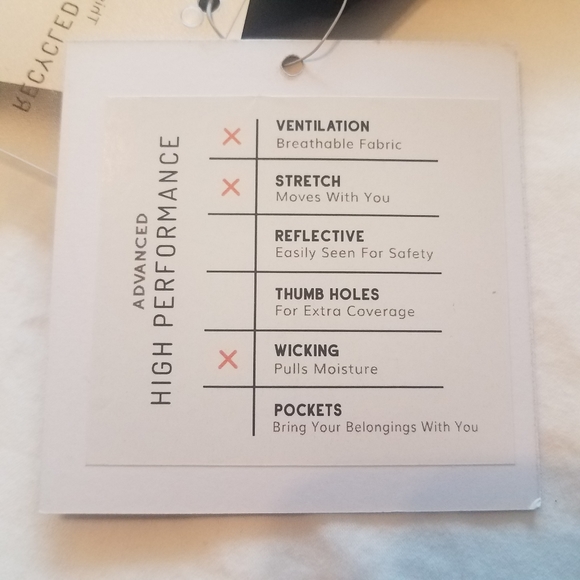 RECYCLED
ADVANCED
HIGH PERFORMANCE
X VENTILATION
Breathable Fabric
X STRETCH
Moves With You
REFLECTIVE
Easily Seen For Safety
THUMB HOLES
For Extra Coverage
X WICKING
Pulls Moisture
POCKETS
Bring Your Belongings With You